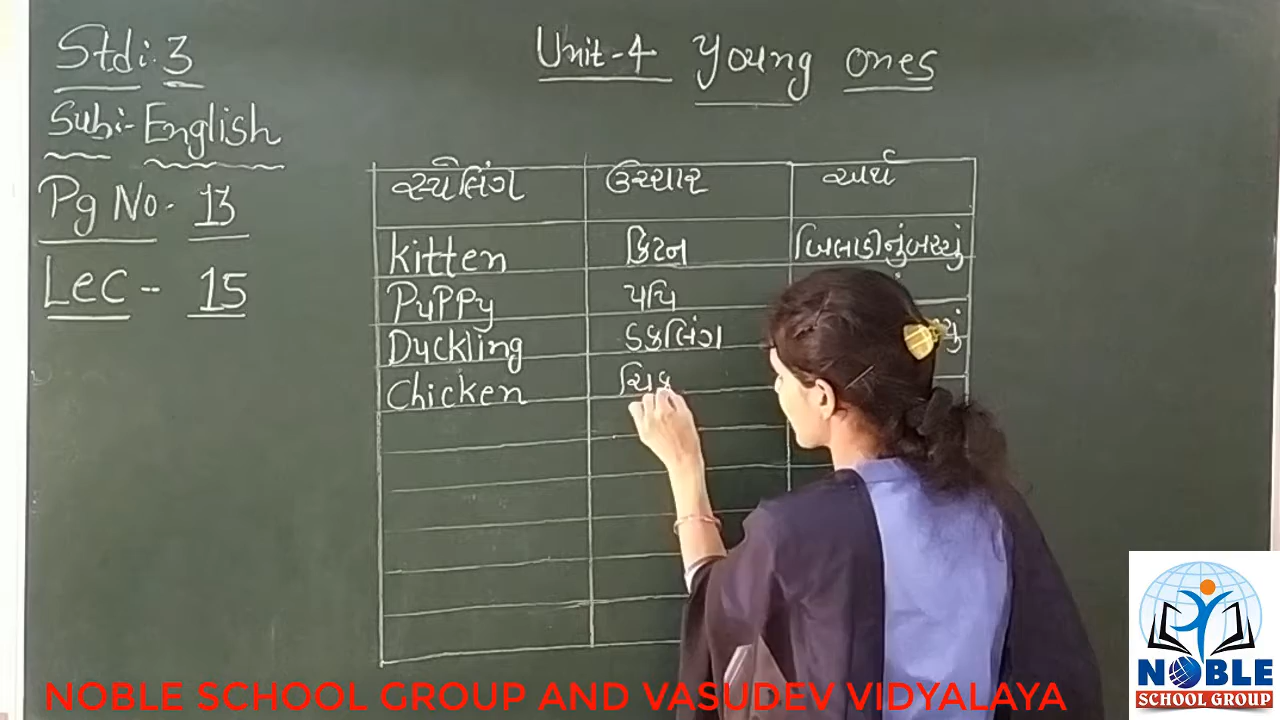 Std:. 3
Unit-4 Young ones
Sub:- English
Pg No. 13
Lec - 15
સ્પેલિંગ ઉચ્ચાર અર્થ
Kitten કિટન બિલાડીનું બચ્ચું
PuPPy પપિ
Duckling ડકલિંગ
Chicken ચિક
NOBLE
SCHOOL GROUP
NOBLE SCHOOL GROUP AND VASUDEV VIDYALAYA